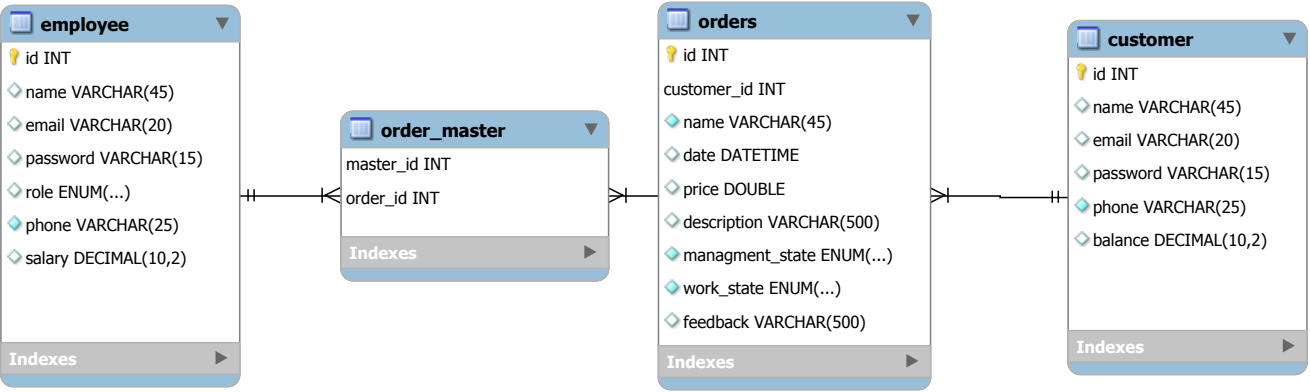 employee
id INT
name VARCHAR(45)
email VARCHAR(20)
password VARCHAR(15)
role ENUM(...)
phone VARCHAR(25)
salary DECIMAL(10,2)
Indexes
order_master
master_id INT
order_id INT
Indexes
orders
id INT
customer_id INT
name VARCHAR(45)
date DATETIME
price DOUBLE
description VARCHAR(500)
managment_state ENUM(...)
work_state ENUM(...)
feedback VARCHAR(500)
Indexes
customer
id INT
name VARCHAR(45)
email VARCHAR(20)
password VARCHAR(15)
phone VARCHAR(25)
balance DECIMAL(10,2)
Indexes